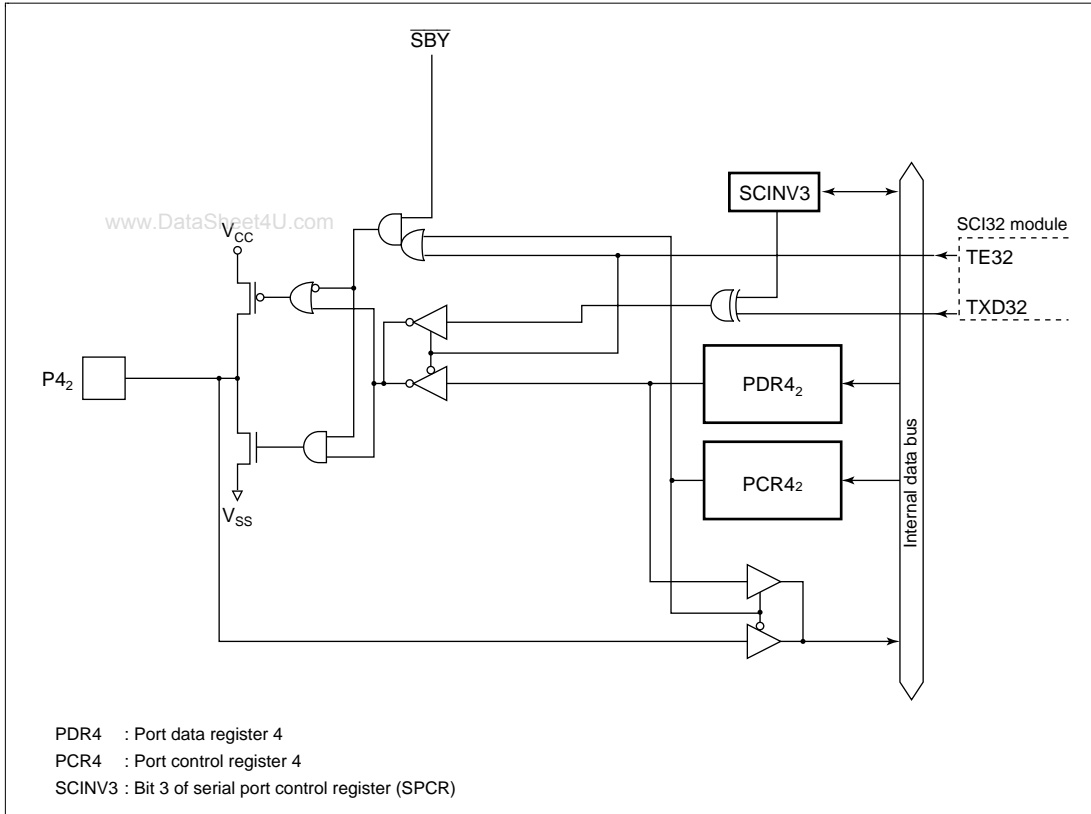 SBY
SCINV3
www.DataSheet4U.com
SCI32 module
VCC
TE32
TXD32
P42
PDR42
PCR42
VSS
Internal data bus
PDR4 : Port data register 4
PCR4 : Port control register 4
SCINV3 : Bit 3 of serial port control register (SPCR)